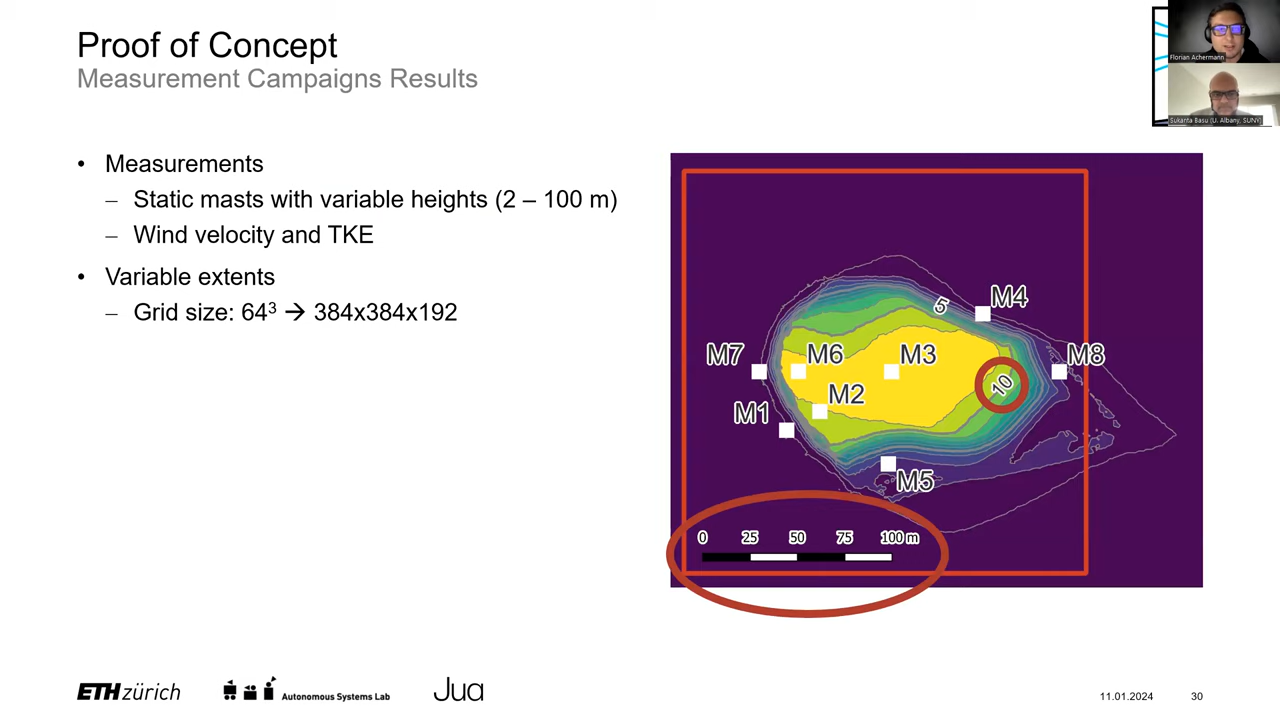 Proof of Concept
Measurement Campaigns Results
Florian Achermann
Sukanta Basu (U. Albany, SUNY)
• Measurements
– Static masts with variable heights (2 – 100 m)
– Wind velocity and TKE
• Variable extents
– Grid size: 64³ → 384x384x192
5
M4
M7
M6
M3
M8
10
M2
M1
M5
0 25 50 75 100 m
ETH zürich
Autonomous Systems Lab
Jua
11.01.2024
30